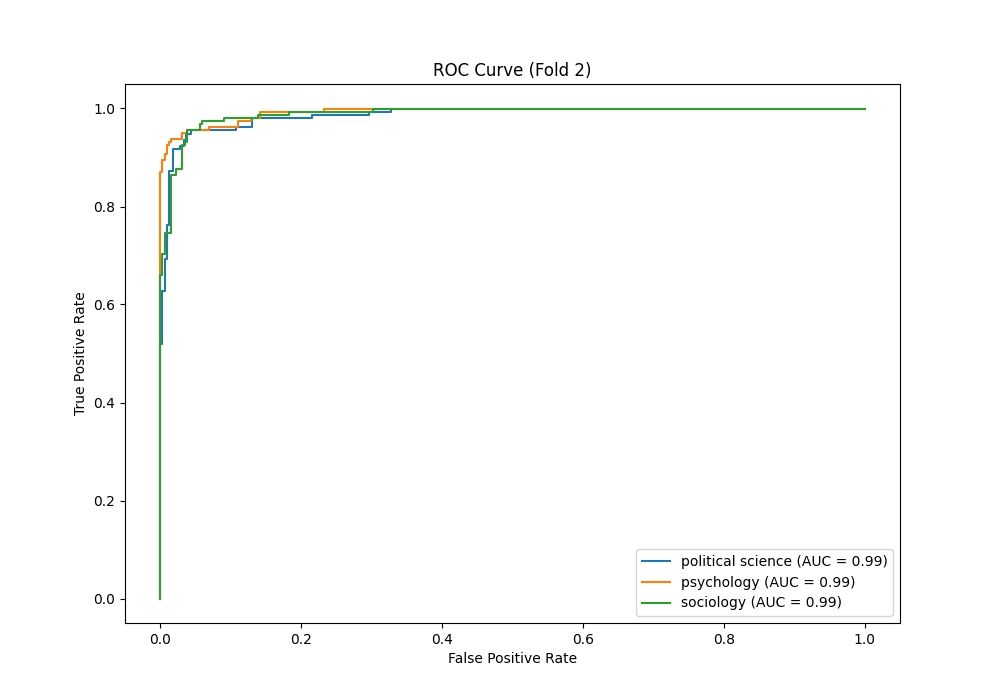 ROC Curve (Fold 2)
True Positive Rate
1.0
0.8
0.6
0.4
0.2
0.0
political science (AUC = 0.99)
psychology (AUC = 0.99)
sociology (AUC = 0.99)
0.0 0.2 0.4 0.6 0.8 1.0
False Positive Rate